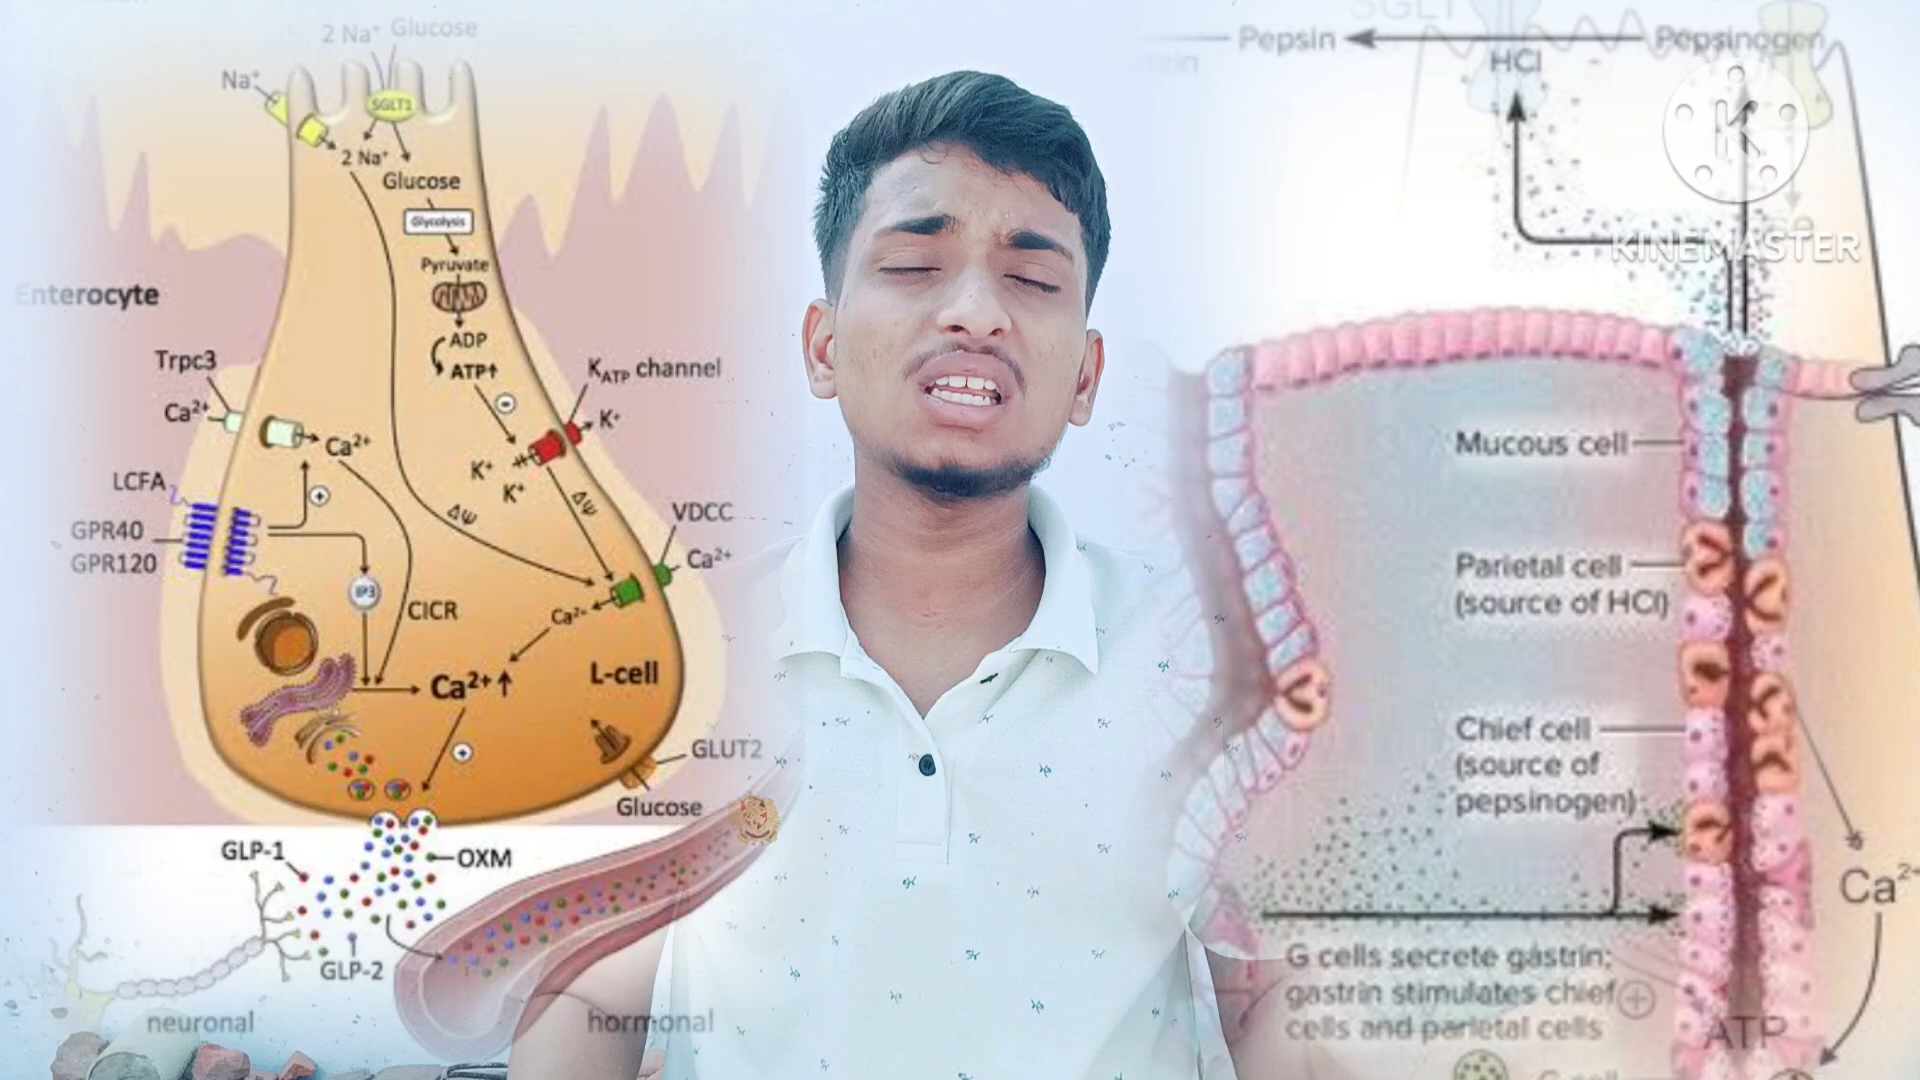 2 Na⁺ Glucose
Na⁺
SGLT1
2 Na⁺
Glucose
Glycolysis
Pyruvate
Enterocyte
ADP
ATP↑
Trpc3
Ca²⁺
Ca²⁺
KATP channel
K⁺
K⁺
K⁺
LCFA
GPR40
GPR120
ΔΨ
ΔΨ
VDCC
Ca²⁺
IP3
CICR
Ca²⁺
Ca²⁺↑
L-cell
GLUT2
Glucose
GLP-1
OXM
GLP-2
neuronal
hormonal
SGLT
Pepsin
Pepsinogen
HCl
K
KINEMASTER
Mucous cell
Parietal cell
(source of HCl)
Chief cell
(source of
pepsinogen)
Ca²⁺
G cells secrete gastrin;
gastrin stimulates chief
cells and parietal cells
ATP